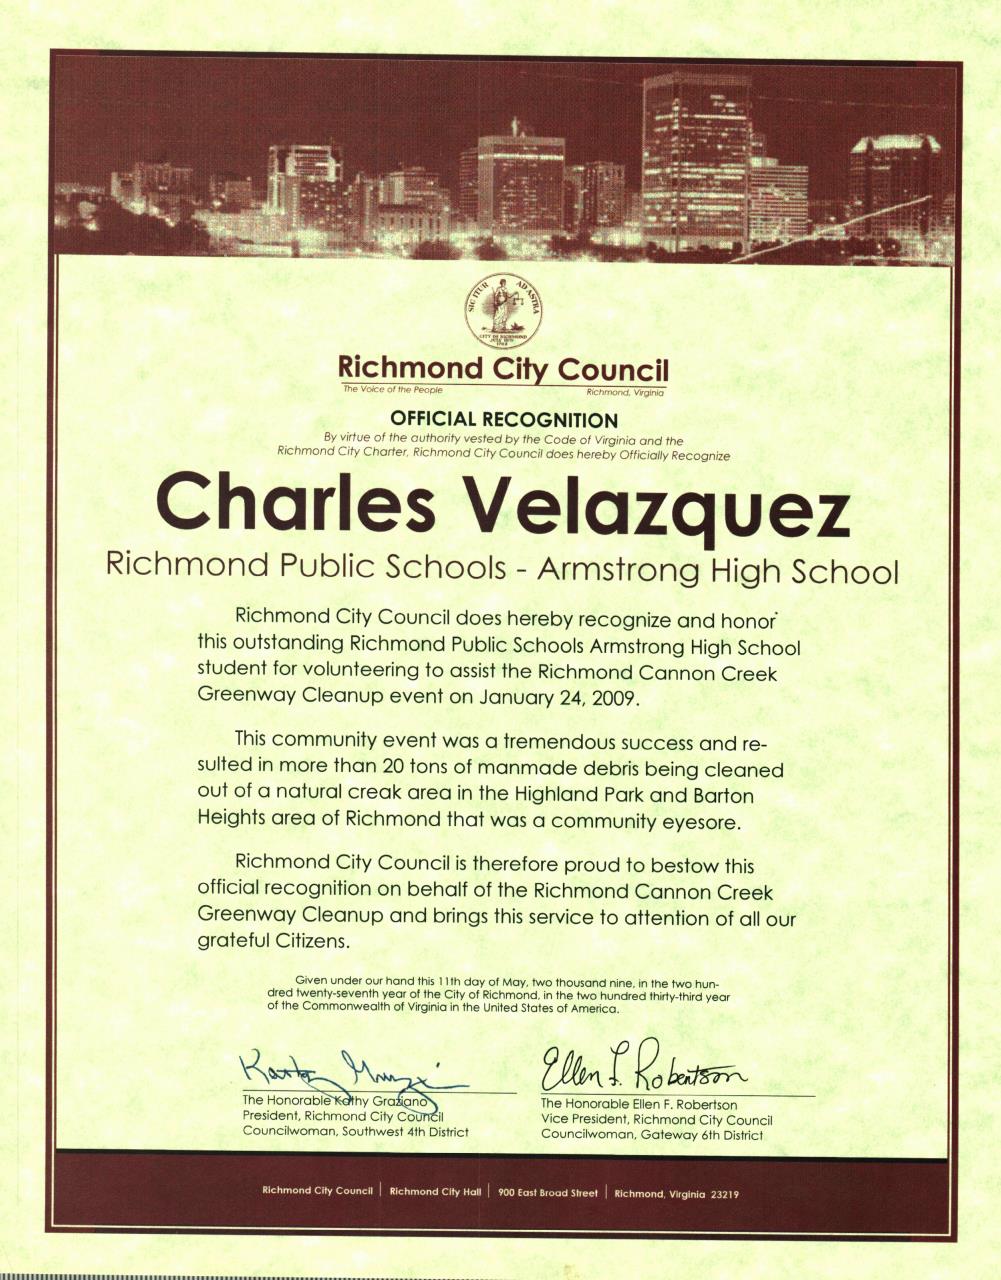 SIC ITUR AD ASTRA
CITY OF RICHMOND
JULY 19TH
1782
Richmond City Council
The Voice of the People Richmond, Virginia
OFFICIAL RECOGNITION
By virtue of the authority vested by the Code of Virginia and the
Richmond City Charter, Richmond City Council does hereby Officially Recognize
Charles Velazquez
Richmond Public Schools - Armstrong High School
Richmond City Council does hereby recognize and honor
this outstanding Richmond Public Schools Armstrong High School
student for volunteering to assist the Richmond Cannon Creek
Greenway Cleanup event on January 24, 2009.
This community event was a tremendous success and re-
sulted in more than 20 tons of manmade debris being cleaned
out of a natural creak area in the Highland Park and Barton
Heights area of Richmond that was a community eyesore.
Richmond City Council is therefore proud to bestow this
official recognition on behalf of the Richmond Cannon Creek
Greenway Cleanup and brings this service to attention of all our
grateful Citizens.
Given under our hand this 11th day of May, two thousand nine, in the two hun-
dred twenty-seventh year of the City of Richmond, in the two hundred thirty-third year
of the Commonwealth of Virginia in the United States of America.
Ellen F. Robertson
The Honorable Kathy Graziano
President, Richmond City Council
Councilwoman, Southwest 4th District
The Honorable Ellen F. Robertson
Vice President, Richmond City Council
Councilwoman, Gateway 6th District
Richmond City Council | Richmond City Hall | 900 East Broad Street | Richmond, Virginia 23219